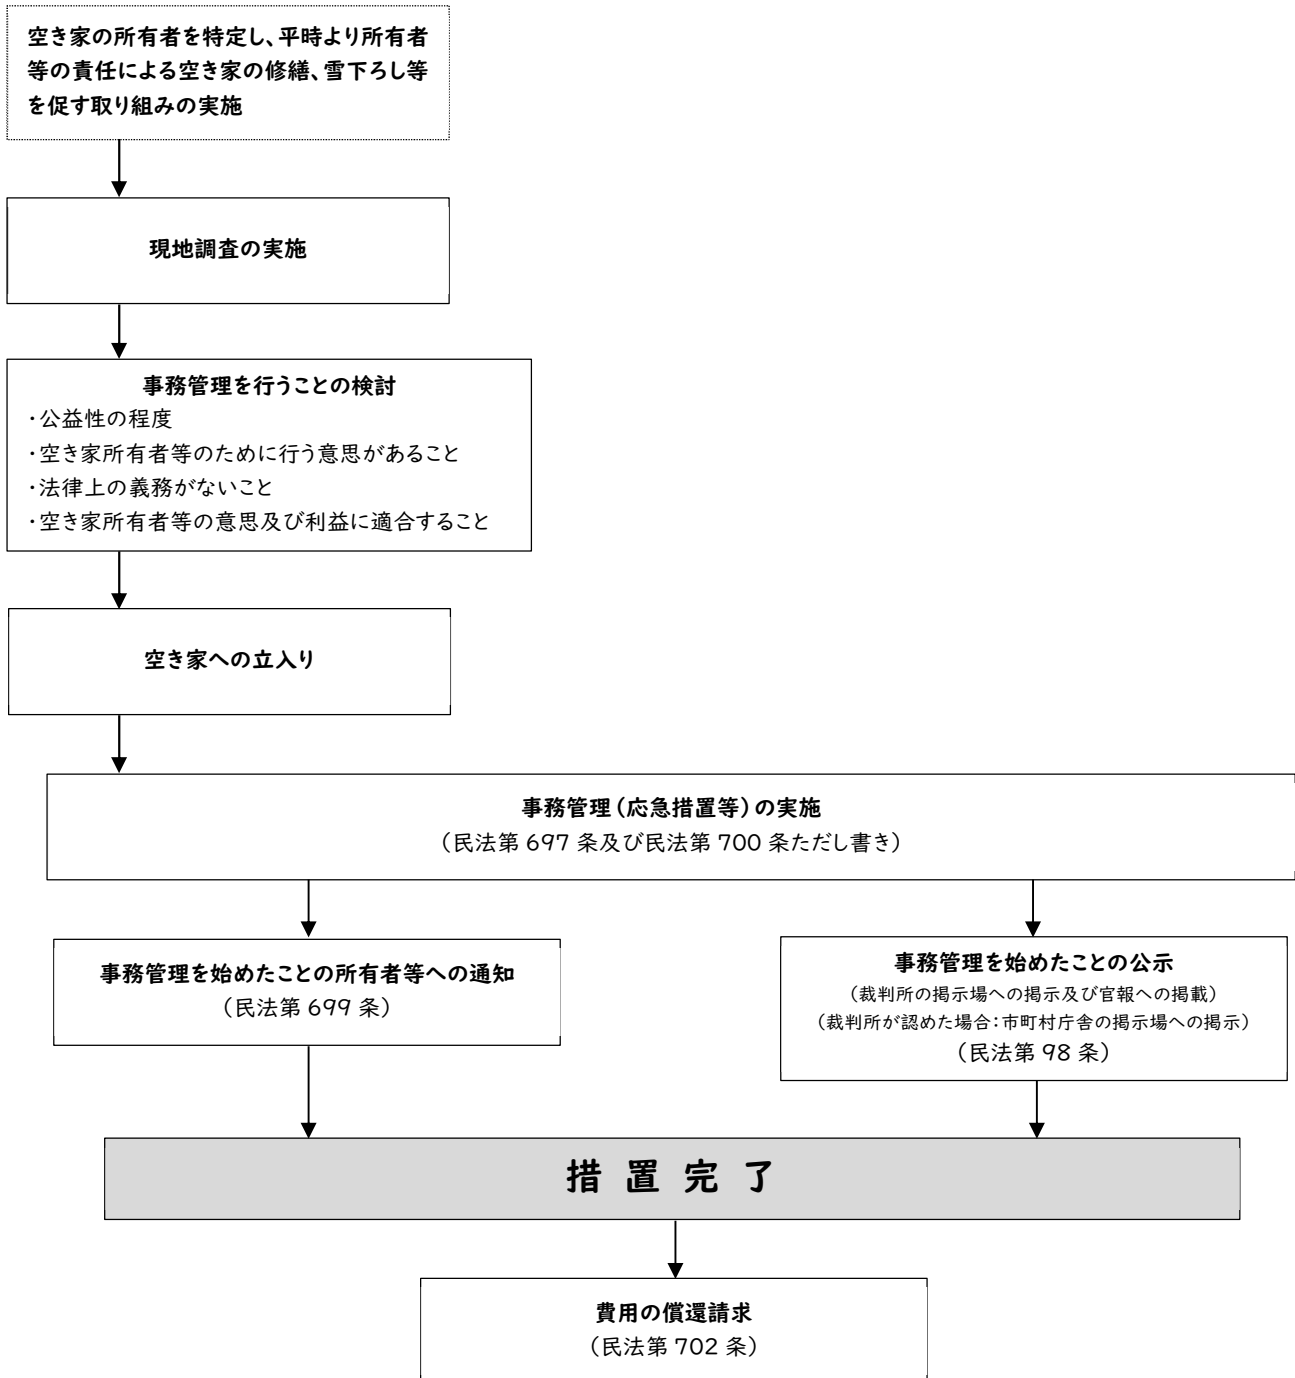 空き家の所有者を特定し、平時より所有者
等の責任による空き家の修繕、雪下ろし等
を促す取り組みの実施
現地調査の実施
事務管理を行うことの検討
・公益性の程度
・空き家所有者等のために行う意思があること
・法律上の義務がないこと
・空き家所有者等の意思及び利益に適合すること
空き家への立入り
事務管理(応急措置等)の実施
(民法第 697 条及び民法第 700 条ただし書き)
事務管理を始めたことの所有者等への通知
(民法第 699 条)
事務管理を始めたことの公示
(裁判所の掲示場への掲示及び官報への掲載)
(裁判所が認めた場合:市町村庁舎の掲示場への掲示)
(民法第 98 条)
措 置 完 了
費用の償還請求
(民法第 702 条)